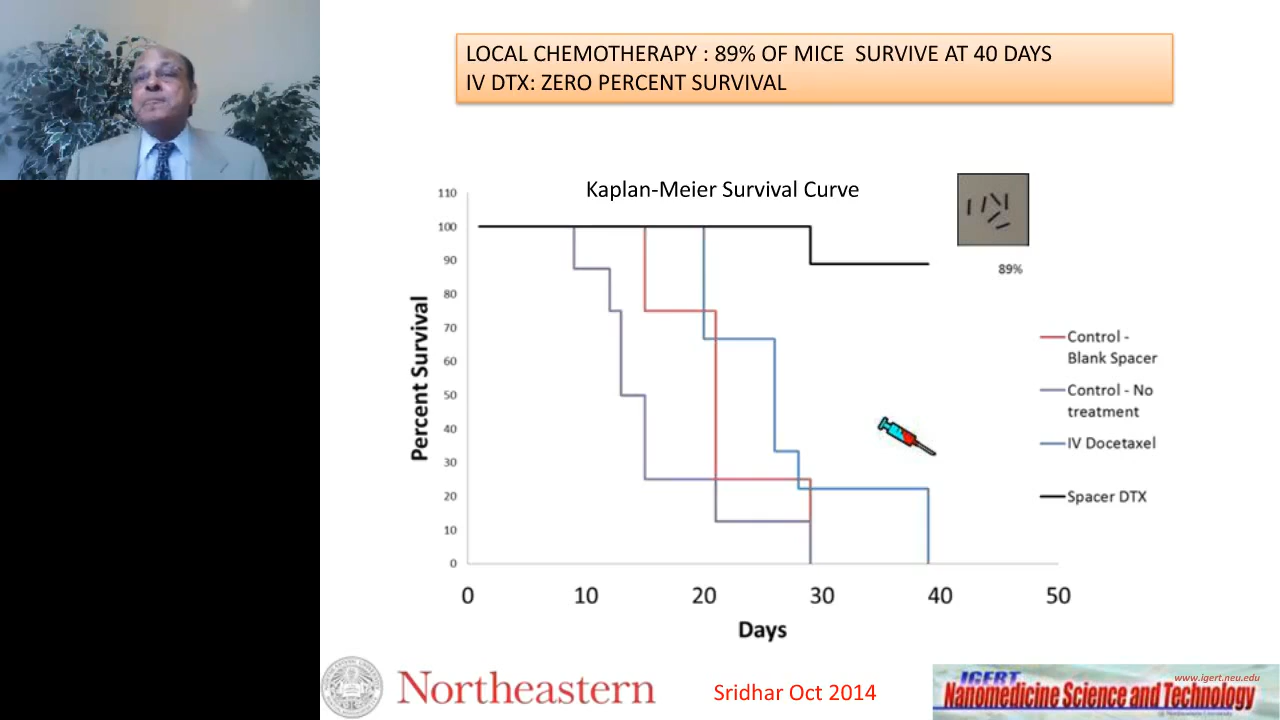 LOCAL CHEMOTHERAPY : 89% OF MICE  SURVIVE AT 40 DAYS
IV DTX: ZERO PERCENT SURVIVAL
Kaplan-Meier Survival Curve
110
100
90
80
70
60
50
40
30
20
10
0
Percent Survival
89%
Control -
Blank Spacer
Control - No
treatment
IV Docetaxel
Spacer DTX
0 10 20 30 40 50
Days
Northeastern
Sridhar Oct 2014
www.igert.neu.edu
IGERT
Nanomedicine Science and Technology